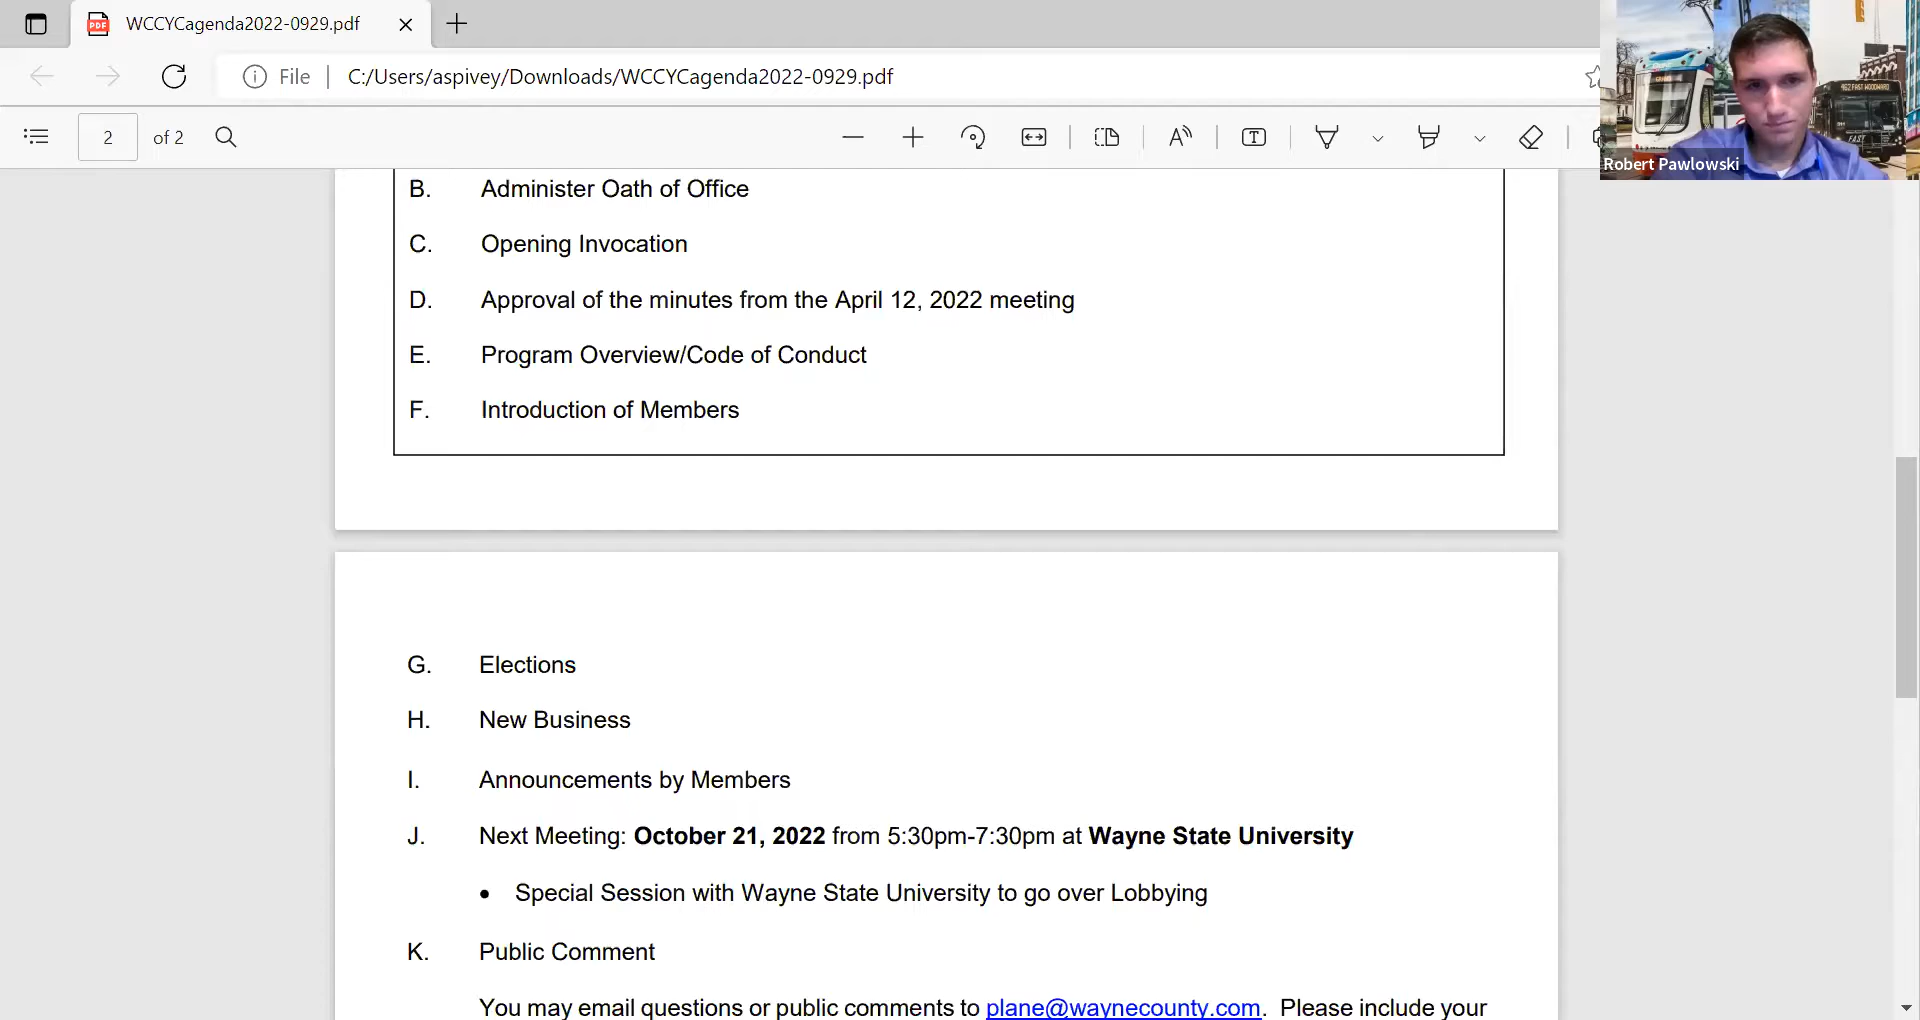 WCCYCagenda2022-0929.pdf
File
C:/Users/aspivey/Downloads/WCCYCagenda2022-0929.pdf
2 of 2
462 FAST WOODWARD
FAST
Robert Pawlowski
B. Administer Oath of Office
C. Opening Invocation
D. Approval of the minutes from the April 12, 2022 meeting
E. Program Overview/Code of Conduct
F. Introduction of Members
G. Elections
H. New Business
I. Announcements by Members
J. Next Meeting: October 21, 2022 from 5:30pm-7:30pm at Wayne State University
• Special Session with Wayne State University to go over Lobbying
K. Public Comment
You may email questions or public comments to plane@waynecounty.com. Please include your